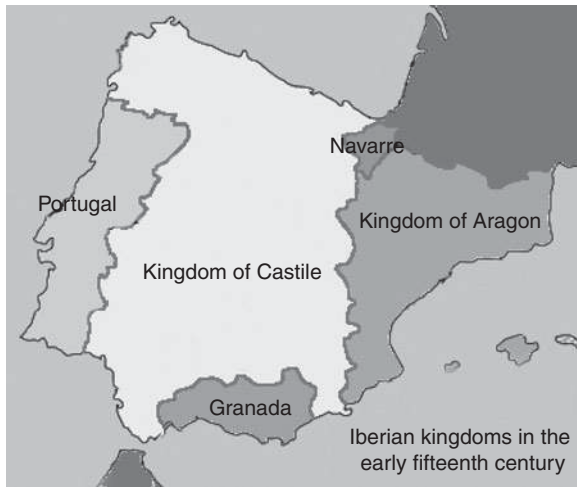 Navarre
Portugal
Kingdom of Aragon
Kingdom of Castile
Granada
Iberian kingdoms in the
early fifteenth century